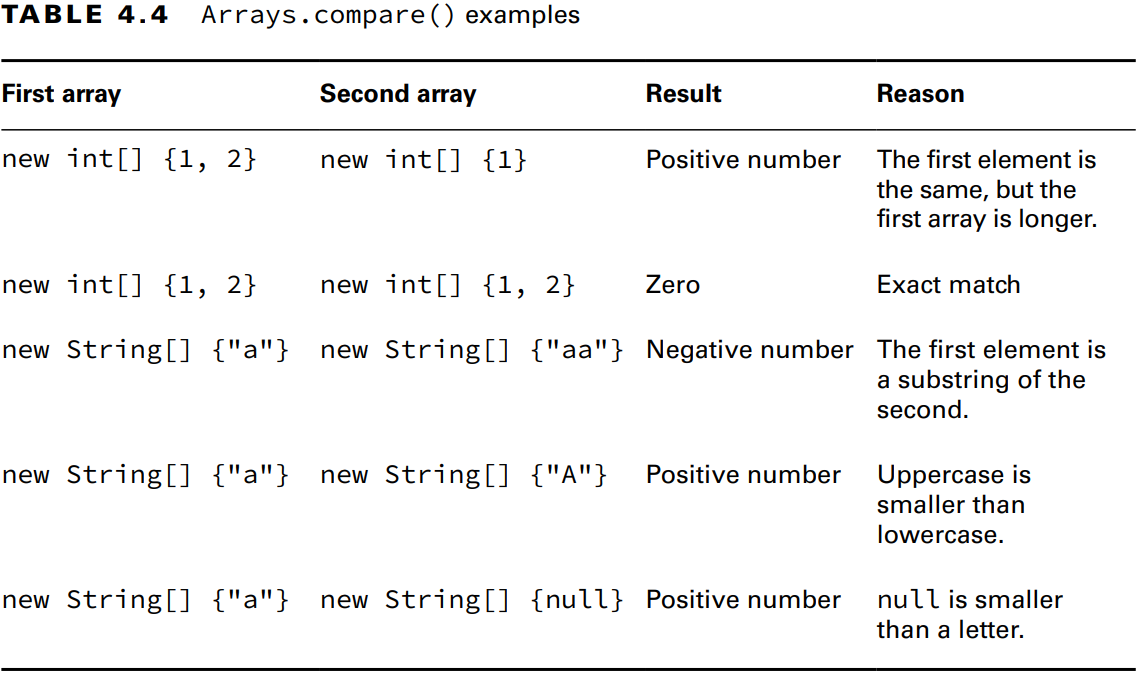 TABLE 4.4 Arrays.compare() examples
First array Second array Result Reason
new int[] {1, 2} new int[] {1} Positive number The first element is
the same, but the
first array is longer.
new int[] {1, 2} new int[] {1, 2} Zero Exact match
new String[] {"a"} new String[] {"aa"} Negative number The first element is
a substring of the
second.
new String[] {"a"} new String[] {"A"} Positive number Uppercase is
smaller than
lowercase.
new String[] {"a"} new String[] {null} Positive number null is smaller
than a letter.